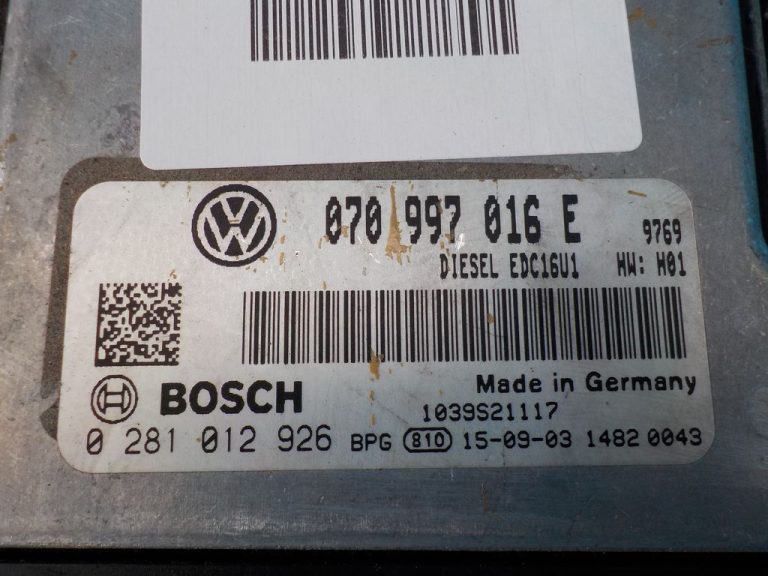 070 997 016 E 9769
DIESEL EDC16U1 HW: H01
BOSCH Made in Germany
1039S21117
0 281 012 926 BPG 810 15-09-03 1482 0043